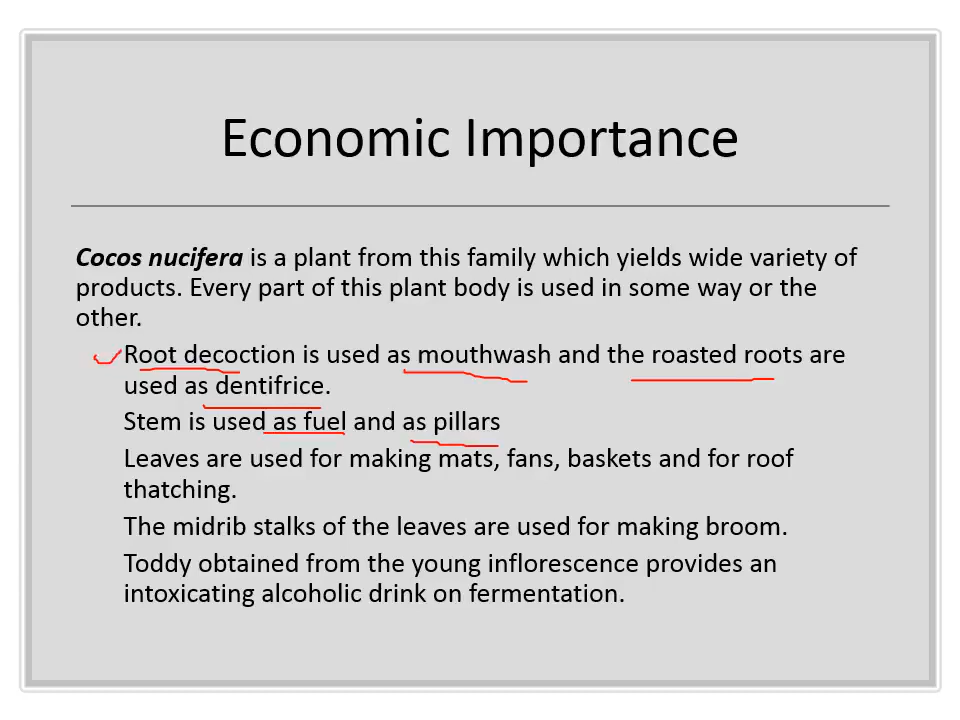 Economic Importance
Cocos nucifera is a plant from this family which yields wide variety of
products. Every part of this plant body is used in some way or the
other.
Root decoction is used as mouthwash and the roasted roots are
used as dentifrice.
Stem is used as fuel and as pillars
Leaves are used for making mats, fans, baskets and for roof
thatching.
The midrib stalks of the leaves are used for making broom.
Toddy obtained from the young inflorescence provides an
intoxicating alcoholic drink on fermentation.